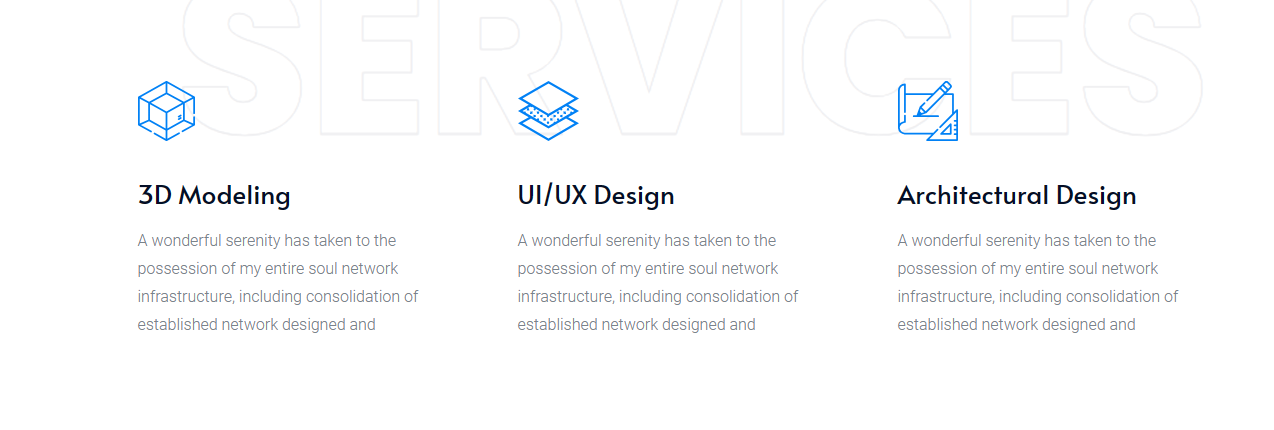 SERVICES
3D Modeling
A wonderful serenity has taken to the
possession of my entire soul network
infrastructure, including consolidation of
established network designed and
UI/UX Design
A wonderful serenity has taken to the
possession of my entire soul network
infrastructure, including consolidation of
established network designed and
Architectural Design
A wonderful serenity has taken to the
possession of my entire soul network
infrastructure, including consolidation of
established network designed and